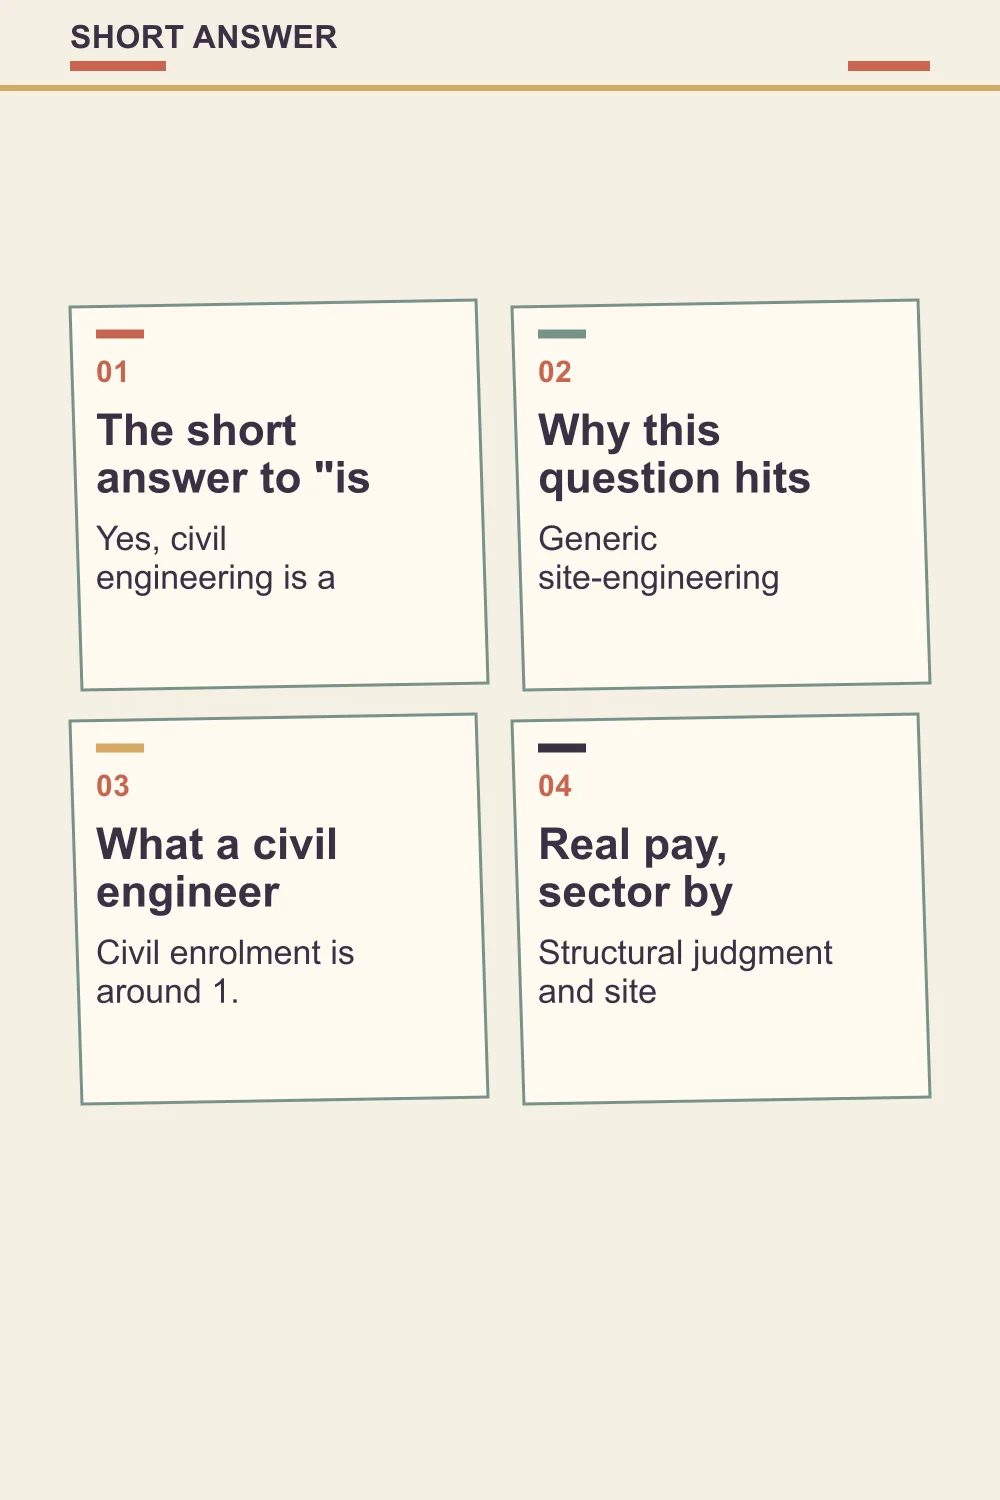 SHORT ANSWER
01
The short
answer to "is
Yes, civil
engineering is a
02
Why this
question hits
Generic
site-engineering
03
What a civil
engineer
Civil enrolment is
around 1.
04
Real pay,
sector by
Structural judgment
and site